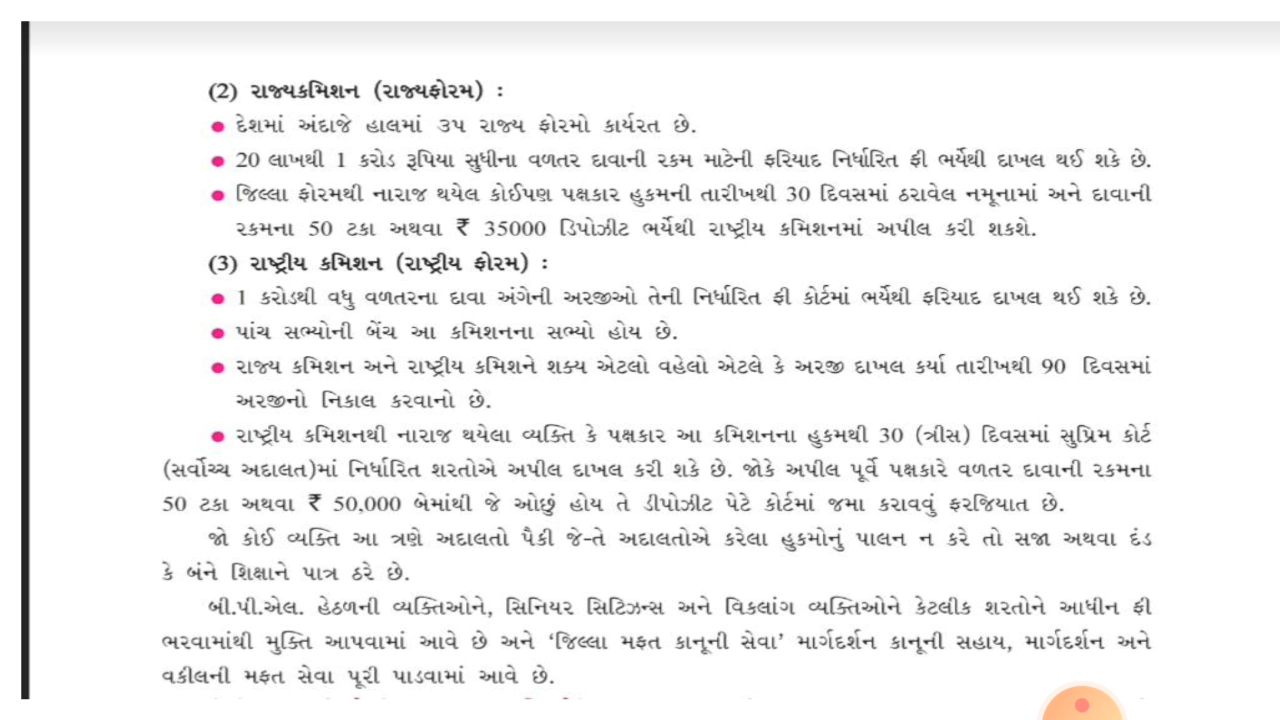 (2) રાજ્યકમિશન (રાજ્યફોરમ) :
● દેશમાં અંદાજે હાલમાં ૩૫ રાજ્ય ફોરમો કાર્યરત છે.
● 20 લાખથી 1 કરોડ રૂપિયા સુધીના વળતર દાવાની રકમ માટેની ફરિયાદ નિર્ધારિત ફી ભર્યેથી દાખલ થઈ શકે છે.
● જિલ્લા ફોરમથી નારાજ થયેલ કોઈપણ પક્ષકાર હુકમની તારીખથી 30 દિવસમાં ઠરાવેલ નમૂનામાં અને દાવાની
રકમના 50 ટકા અથવા ₹ 35000 ડિપોઝીટ ભર્યેથી રાષ્ટ્રીય કમિશનમાં અપીલ કરી શકશે.
(3) રાષ્ટ્રીય કમિશન (રાષ્ટ્રીય ફોરમ) :
● 1 કરોડથી વધુ વળતરના દાવા અંગેની અરજીઓ તેની નિર્ધારિત ફી કોર્ટમાં ભર્યેથી ફરિયાદ દાખલ થઈ શકે છે.
● પાંચ સભ્યોની બેંચ આ કમિશનના સભ્યો હોય છે.
● રાજ્ય કમિશન અને રાષ્ટ્રીય કમિશને શક્ય એટલો વહેલો એટલે કે અરજી દાખલ કર્યા તારીખથી 90 દિવસમાં
અરજીનો નિકાલ કરવાનો છે.
● રાષ્ટ્રીય કમિશનથી નારાજ થયેલા વ્યક્તિ કે પક્ષકાર આ કમિશનના હુકમથી 30 (ત્રીસ) દિવસમાં સુપ્રિમ કોર્ટ
(સર્વોચ્ચ અદાલત)માં નિર્ધારિત શરતોએ અપીલ દાખલ કરી શકે છે. જોકે અપીલ પૂર્વે પક્ષકારે વળતર દાવાની રકમના
50 ટકા અથવા ₹ 50,000 બેમાંથી જે ઓછું હોય તે ડીપોઝીટ પેટે કોર્ટમાં જમા કરાવવું ફરજિયાત છે.
જો કોઈ વ્યક્તિ આ ત્રણે અદાલતો પૈકી જે-તે અદાલતોએ કરેલા હુકમોનું પાલન ન કરે તો સજા અથવા દંડ
કે બંને શિક્ષાને પાત્ર ઠરે છે.
બી.પી.એલ. હેઠળની વ્યક્તિઓને, સિનિયર સિટિઝન્સ અને વિકલાંગ વ્યક્તિઓને કેટલીક શરતોને આધીન ફી
ભરવામાંથી મુક્તિ આપવામાં આવે છે અને ‘જિલ્લા મફત કાનૂની સેવા’ માર્ગદર્શન કાનૂની સહાય, માર્ગદર્શન અને
વકીલની મફત સેવા પૂરી પાડવામાં આવે છે.